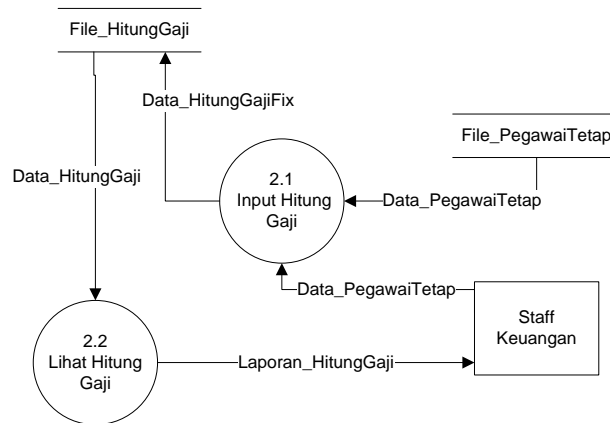 File_HitungGaji
Data_HitungGajiFix
File_PegawaiTetap
Data_HitungGaji
2.1
Input Hitung
Gaji
Data_PegawaiTetap
Data_PegawaiTetap
Staff
Keuangan
2.2
Lihat Hitung
Gaji
Laporan_HitungGaji